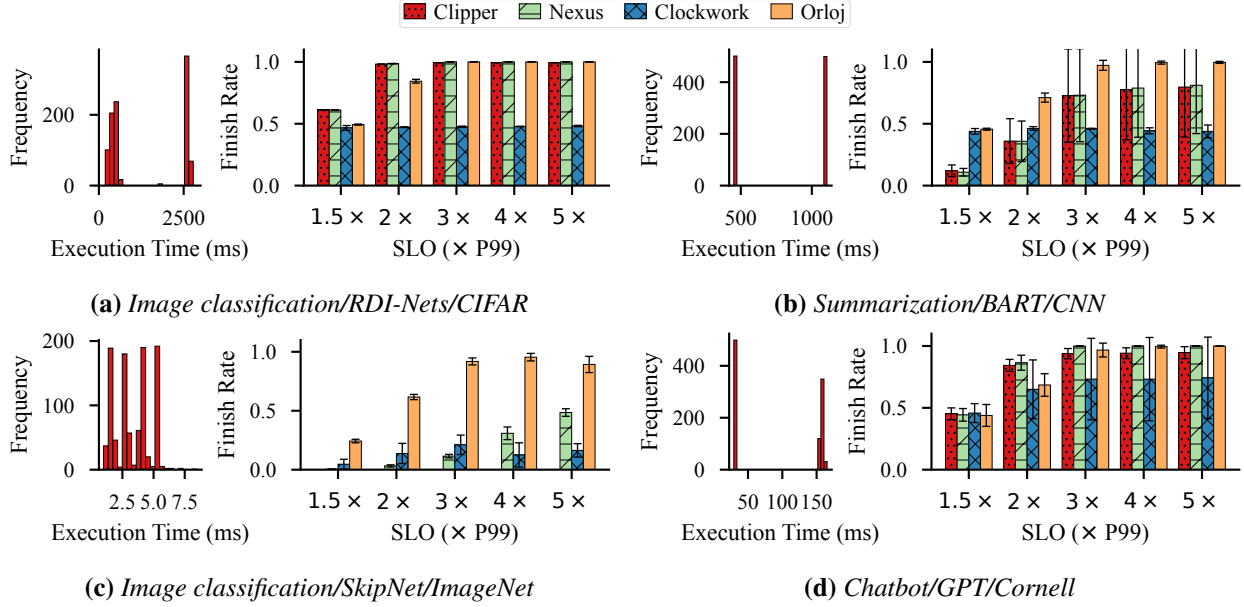 Clipper Nexus Clockwork Orloj
Frequency
200
0
0 2500
Execution Time (ms)
Finish Rate
1.0
0.5
0.0
1.5 × 2 × 3 × 4 × 5 ×
SLO (× P99)
(a) Image classification/RDI-Nets/CIFAR
Frequency
400
200
0
500 1000
Execution Time (ms)
Finish Rate
1.0
0.5
0.0
1.5 × 2 × 3 × 4 × 5 ×
SLO (× P99)
(b) Summarization/BART/CNN
Frequency
200
100
0
2.5 5.0 7.5
Execution Time (ms)
Finish Rate
1.0
0.5
0.0
1.5 × 2 × 3 × 4 × 5 ×
SLO (× P99)
(c) Image classification/SkipNet/ImageNet
Frequency
400
200
0
50 100 150
Execution Time (ms)
Finish Rate
1.0
0.5
0.0
1.5 × 2 × 3 × 4 × 5 ×
SLO (× P99)
(d) Chatbot/GPT/Cornell